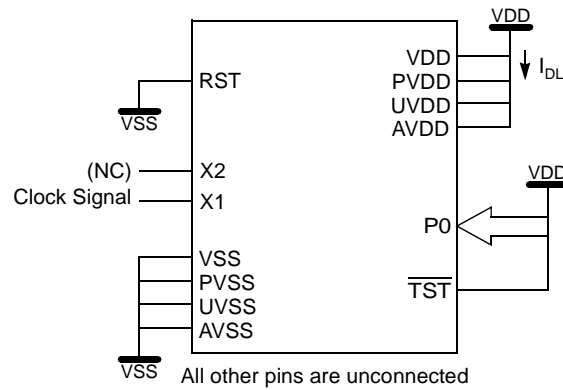 VDD
VDD
PVDD
UVDD
AVDD
I_DL
RST
VSS
(NC)
X2
Clock Signal
X1
VDD
P0
TST
VSS
PVSS
UVSS
AVSS
VSS
All other pins are unconnected